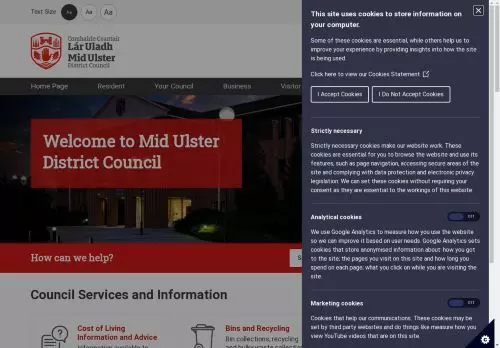 Text Size
Aa
Aa
Aa
Comhairle Ceantair
Lár Uladh
Mid Ulster
District Council
Home Page
Resident
Your Council
Business
Visitor
Welcome to Mid Ulster
District Council
How can we help?
S
Council Services and Information
Cost of Living
Information and Advice
Information available to
Bins and Recycling
Bin collections, recycling
and bulky waste collection
This site uses cookies to store information on
your computer.
Some of these cookies are essential, while others help us to
improve your experience by providing insights into how the site
is being used.
Click here to view our Cookies Statement
I Accept Cookies
I Do Not Accept Cookies
Strictly necessary
Strictly necessary cookies make our website work. These
cookies are essential for you to browse the website and use its
features, such as page navigation, accessing secure areas of the
site and complying with data protection and electronic privacy
legislation. We can set these cookies without requiring your
consent as they are essential to the workings of this website
Analytical cookies
Off
We use Google Analytics to measure how you use the website
so we can improve it based on user needs. Google Analytics sets
cookies that store anonymised information about: how you got
to the site; the pages you visit on this site and how long you
spend on each page; what you click on while you are visiting the
site.
Marketing cookies
Off
Cookies that help our communications. These cookies may be
set by third party websites and do things like measure how you
view YouTube videos that are on this site.